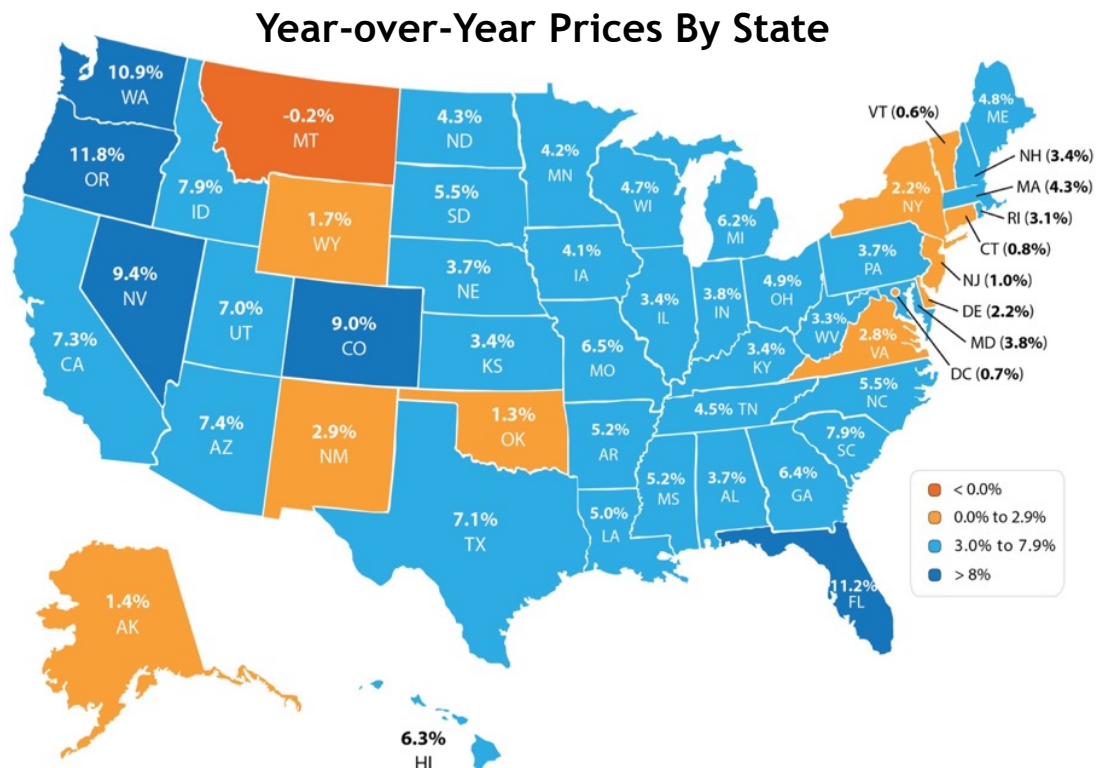 Year-over-Year Prices By State
10.9%
WA
11.8%
OR
7.9%
ID
-0.2%
MT
4.3%
ND
4.2%
MN
5.5%
SD
1.7%
WY
4.7%
WI
6.2%
MI
VT (0.6%)
4.8%
ME
NH (3.4%)
MA (4.3%)
RI (3.1%)
CT (0.8%)
NJ (1.0%)
DE (2.2%)
MD (3.8%)
DC (0.7%)
2.2%
NY
3.7%
PA
7.3%
CA
9.4%
NV
7.0%
UT
9.0%
CO
3.7%
NE
4.1%
IA
3.4%
IL
3.8%
IN
4.9%
OH
3.3%
WV
2.8%
VA
3.4%
KS
6.5%
MO
3.4%
KY
7.4%
AZ
2.9%
NM
1.3%
OK
5.2%
AR
4.5% TN
5.5%
NC
7.9%
SC
7.1%
TX
5.0%
LA
5.2%
MS
3.7%
AL
6.4%
GA
11.2%
FL
1.4%
AK
6.3%
HI
< 0.0%
0.0% to 2.9%
3.0% to 7.9%
> 8%